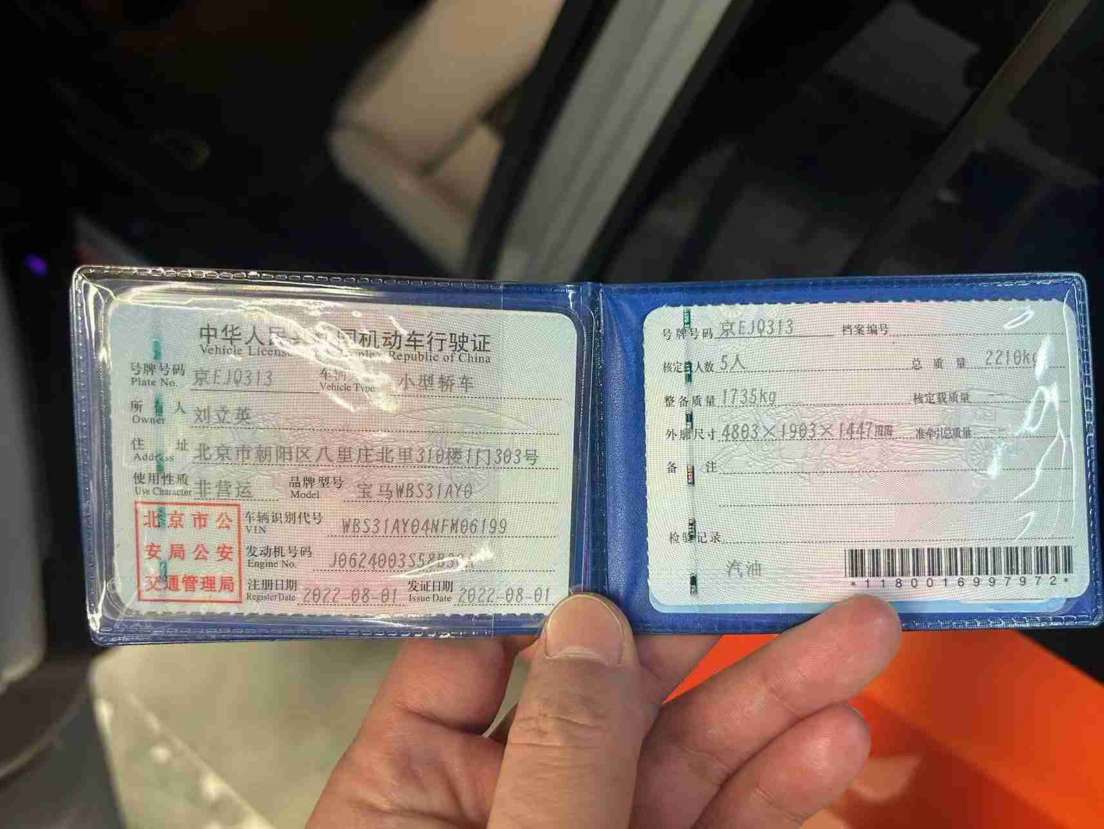 中华人民 国机动车行驶证
Vehicle License Republic of China
号牌号码 京EJQ313 车辆 小型轿车
Plate No. Vehicle Type
所 人 刘立英
Owner
住 址 北京市朝阳区八里庄北里310楼1门303号
Address
使用性质 非营运 品牌型号 宝马WBS31AY0
Use Character Model
北京市公
安局公安
交通管理局
车辆识别代号 WBS31AY04NFM06199
VIN
发动机号码
Engine No.
注册日期 2022-08-01 发证日期 2022-08-01
Register Date Issue Date
号牌号码 京EJQ313 档案编号
核定 人数 5人 总质量 2210kg
整备质量 1735kg 核定载质量
外廓尺寸 4803×1903×1447mm 准牵引总质量
备 注
检验记录
汽油
*1180016997972*